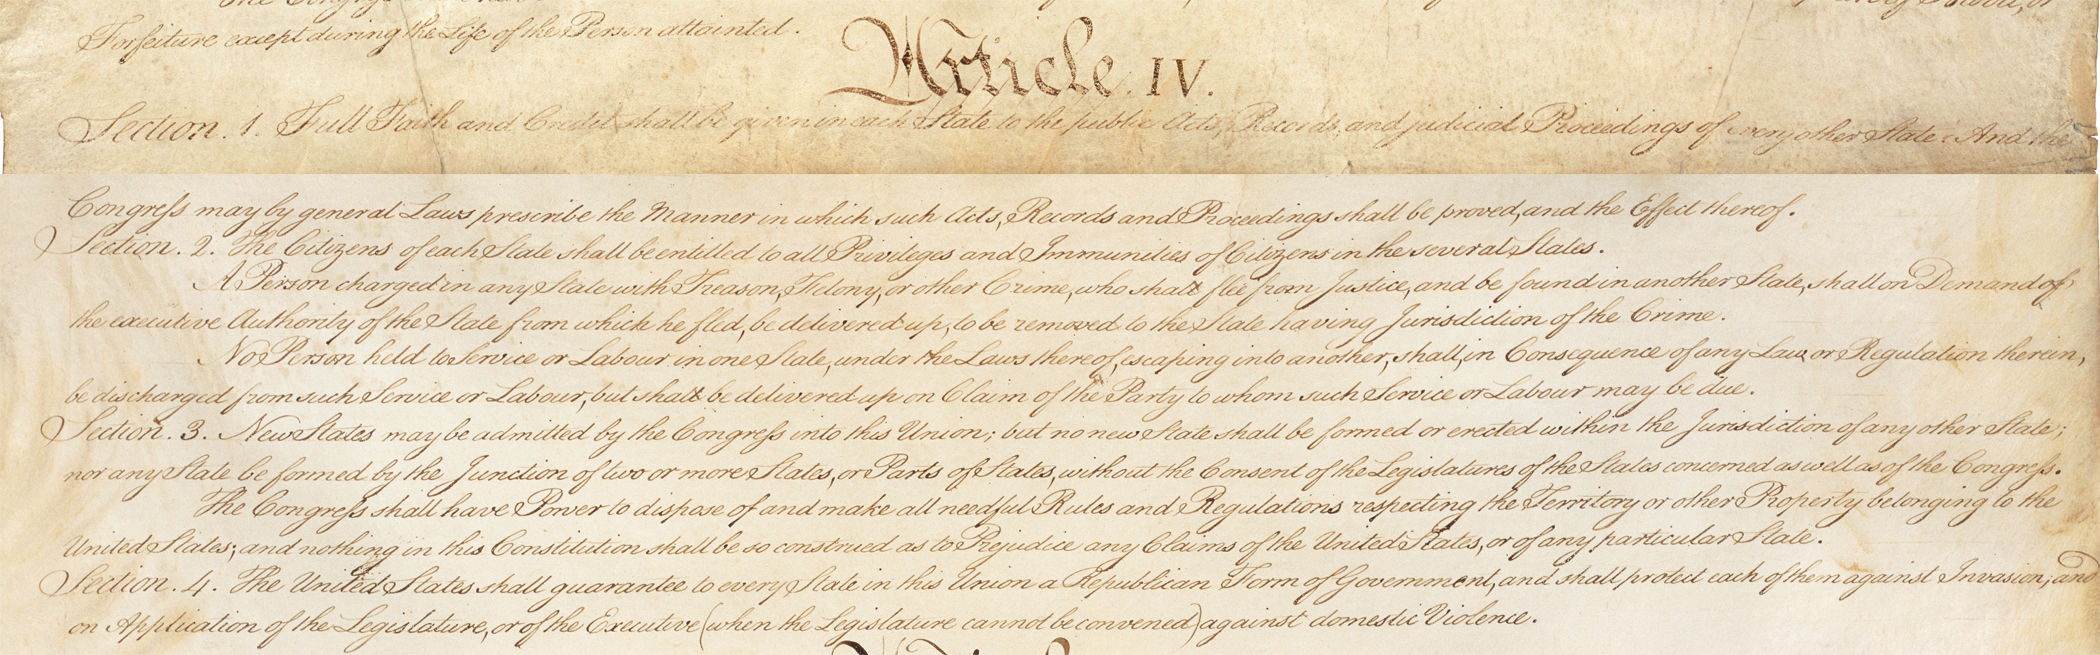 Forfeiture except during the Life of the Person attainted.
Article. IV.
Section. 1. Full Faith and Credit shall be given in each State to the public Acts, Records, and judicial Proceedings of every other State. And the
Congress may by general Laws prescribe the Manner in which such Acts, Records and Proceedings shall be proved, and the Effect thereof.
Section. 2. The Citizens of each State shall be entitled to all Privileges and Immunities of Citizens in the several States.
A Person charged in any State with Treason, Felony, or other Crime, who shall flee from Justice, and be found in another State, shall on Demand of
the executive Authority of the State from which he fled, be delivered up, to be removed to the State having Jurisdiction of the Crime.
No Person held to Service or Labour in one State, under the Laws thereof, escaping into another, shall, in Consequence of any Law or Regulation therein,
be discharged from such Service or Labour, but shall be delivered up on Claim of the Party to whom such Service or Labour may be due.
Section. 3. New States may be admitted by the Congress into this Union; but no new State shall be formed or erected within the Jurisdiction of any other State;
nor any State be formed by the Junction of two or more States, or Parts of States, without the Consent of the Legislatures of the States concerned as well as of the Congress.
The Congress shall have Power to dispose of and make all needful Rules and Regulations respecting the Territory or other Property belonging to the
United States; and nothing in this Constitution shall be so construed as to Prejudice any Claims of the United States, or of any particular State.
Section. 4. The United States shall guarantee to every State in this Union a Republican Form of Government, and shall protect each of them against Invasion; and
on Application of the Legislature, or of the Executive (when the Legislature cannot be convened) against domestic Violence.